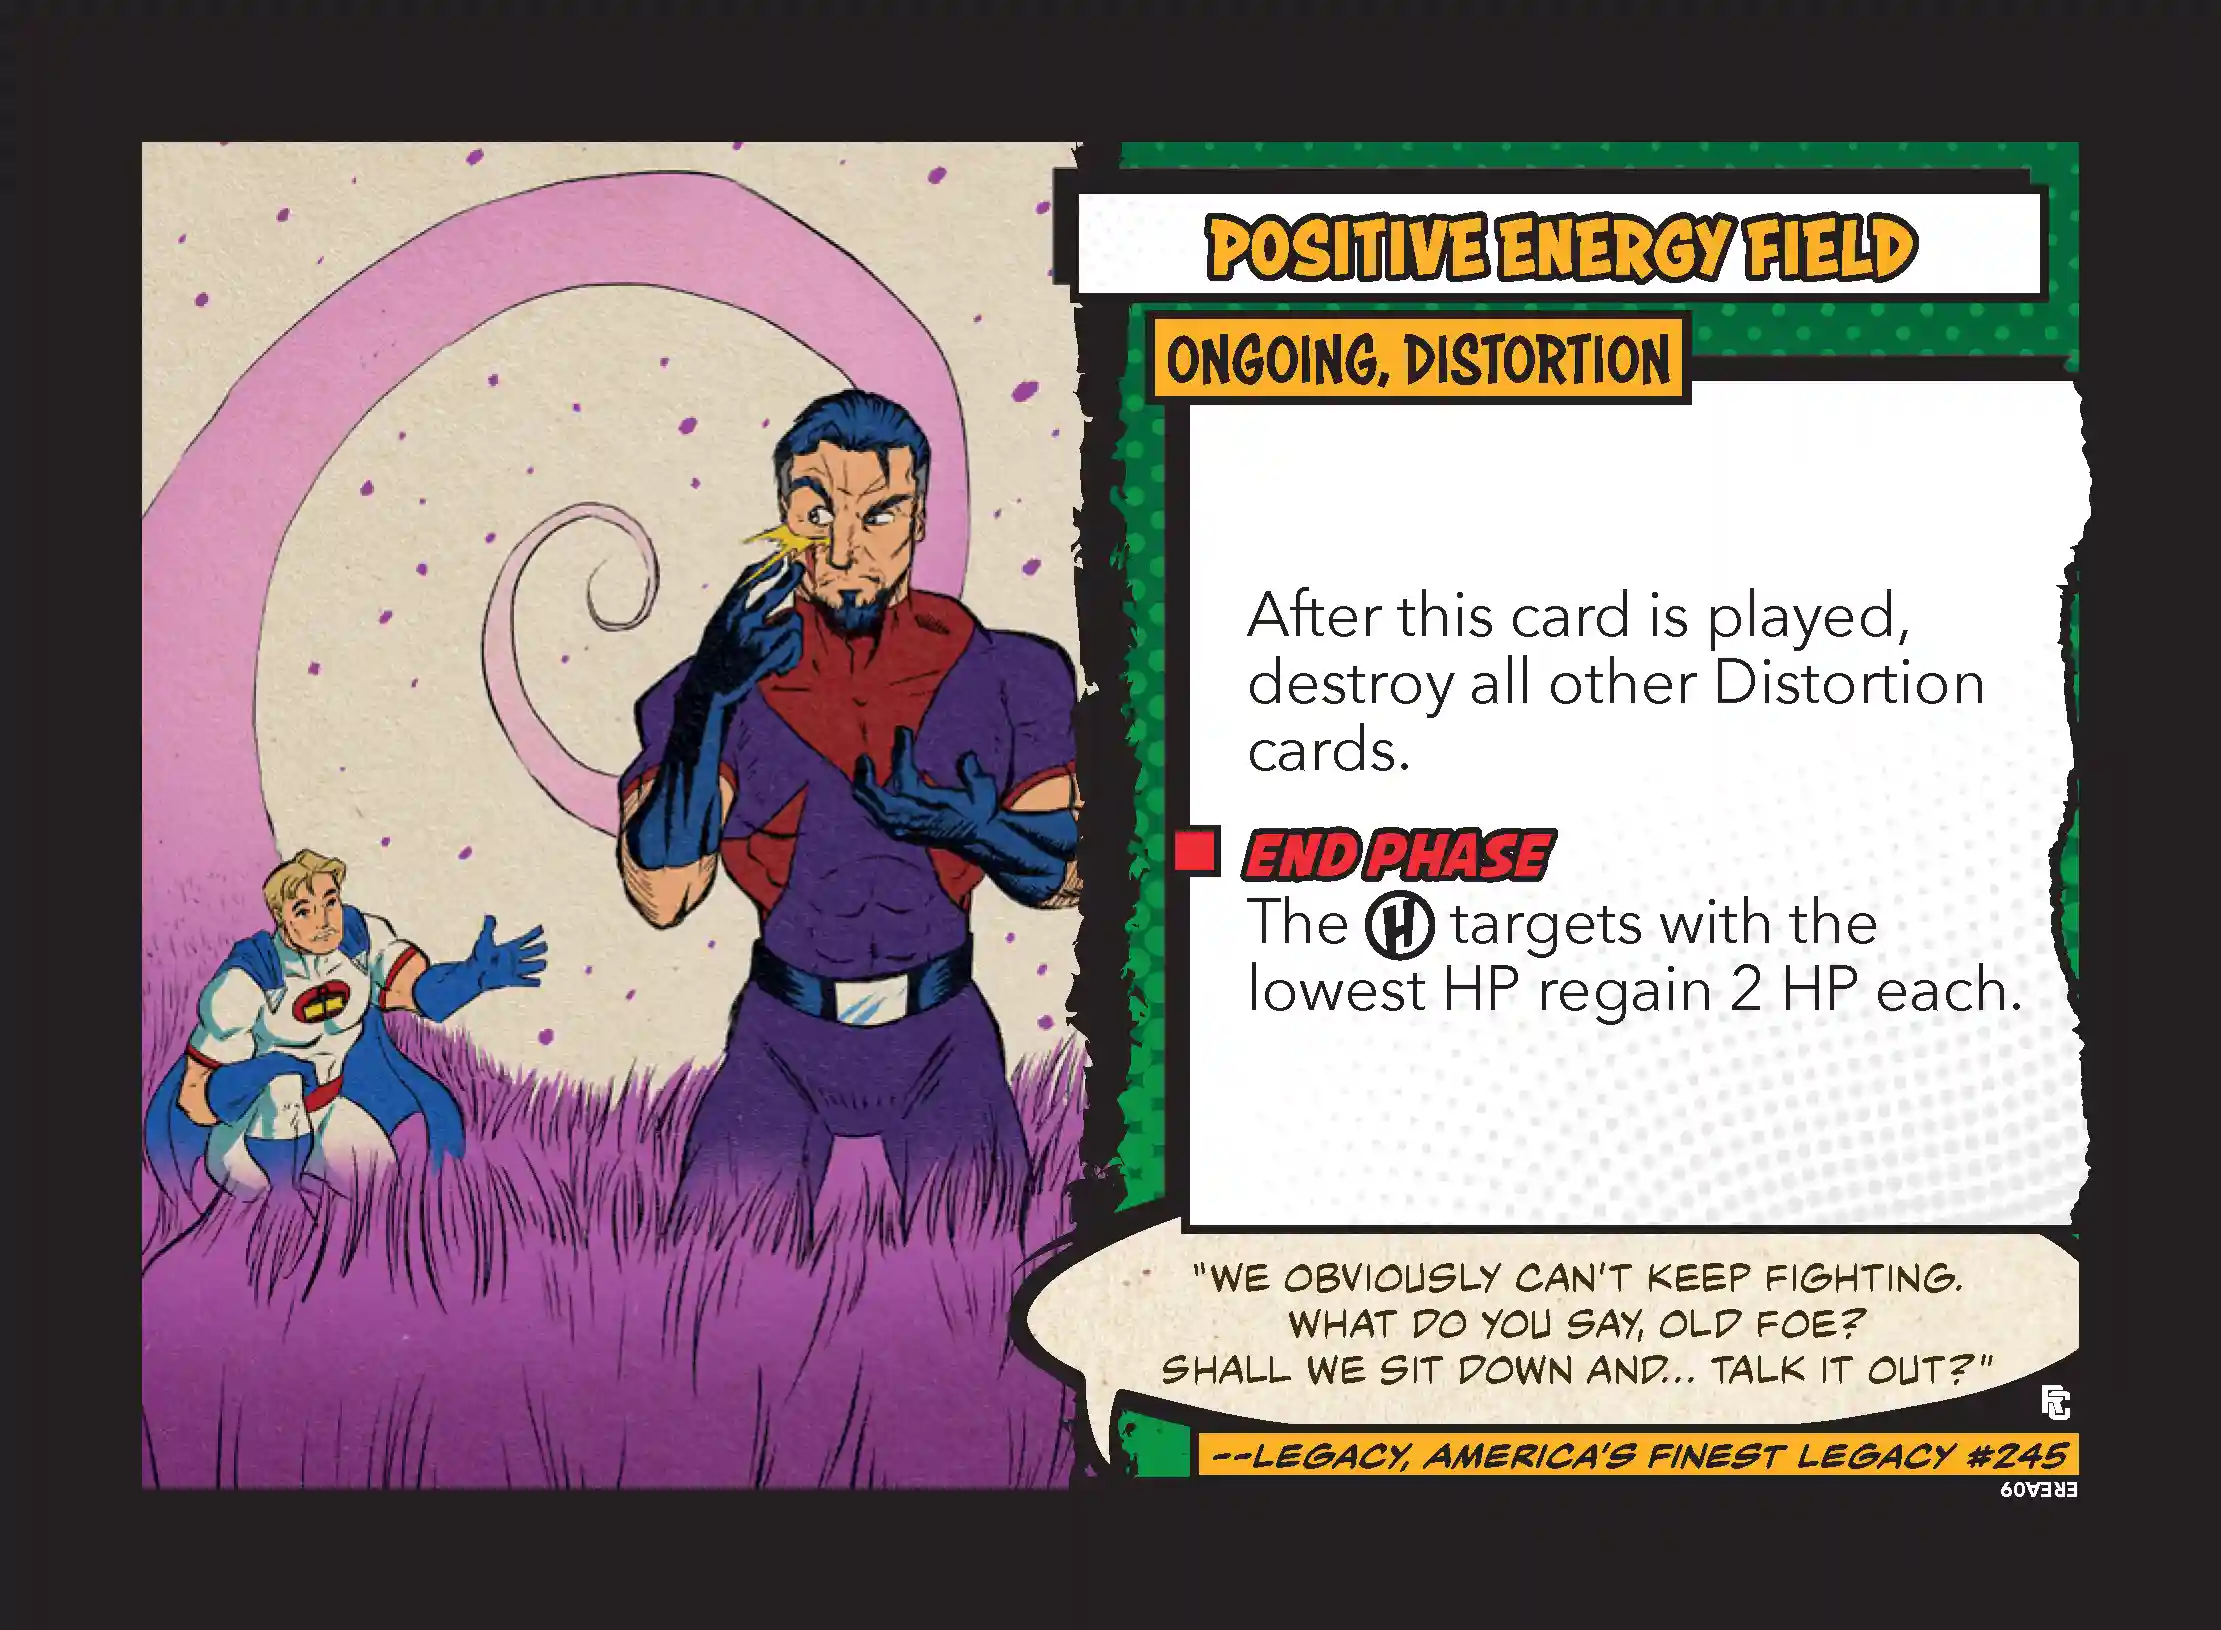 POSITIVE ENERGY FIELD
ONGOING, DISTORTION
After this card is played,
destroy all other Distortion
cards.
END PHASE
The H targets with the
lowest HP regain 2 HP each.
"WE OBVIOUSLY CAN'T KEEP FIGHTING.
WHAT DO YOU SAY, OLD FOE?
SHALL WE SIT DOWN AND... TALK IT OUT?"
--LEGACY, AMERICA'S FINEST LEGACY #245
EREA09